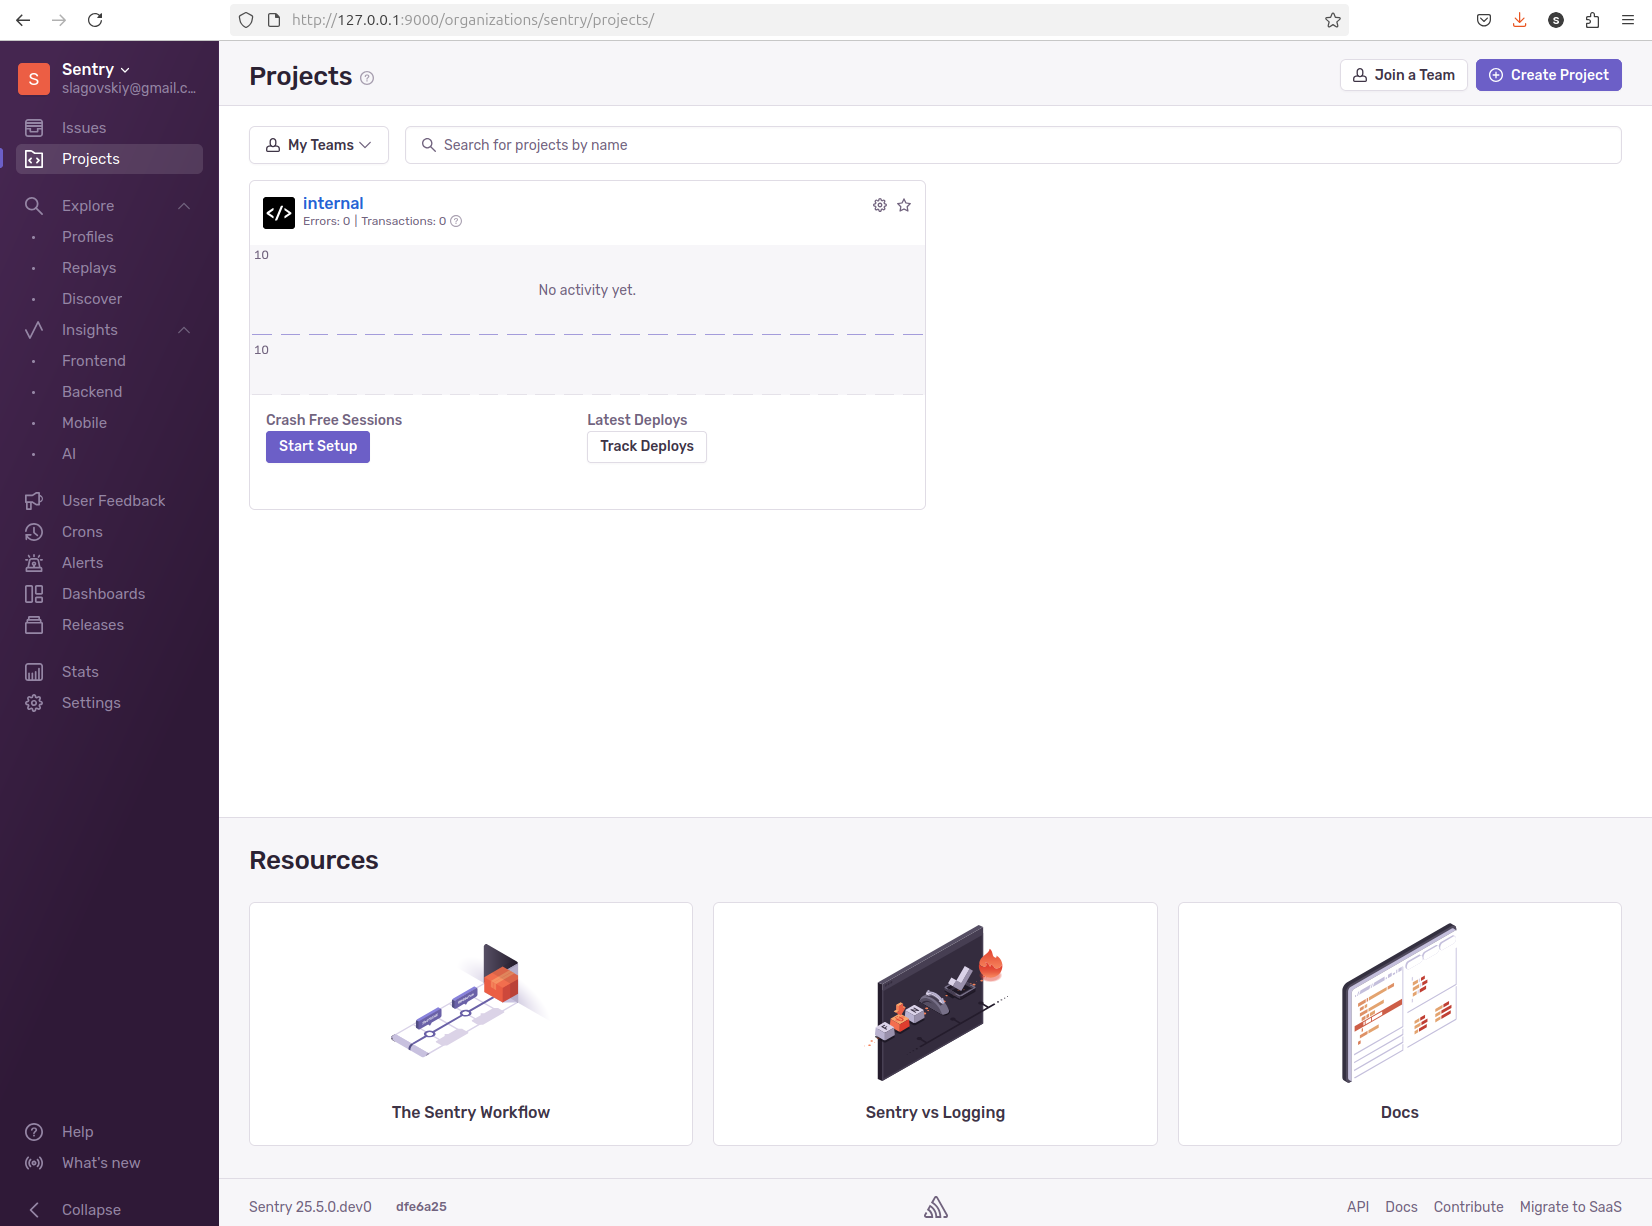 http://127.0.0.1:9000/organizations/sentry/projects/
S
S
Sentry
slagovskiy@gmail.c...
Issues
Projects
Explore
Profiles
Replays
Discover
Insights
Frontend
Backend
Mobile
AI
User Feedback
Crons
Alerts
Dashboards
Releases
Stats
Settings
Help
What's new
Collapse
Projects
Join a Team
Create Project
My Teams
Search for projects by name
internal
Errors: 0 | Transactions: 0
10
No activity yet.
10
Crash Free Sessions
Latest Deploys
Start Setup
Track Deploys
Resources
The Sentry Workflow
Sentry vs Logging
Docs
Sentry 25.5.0.dev0
dfe6a25
API
Docs
Contribute
Migrate to SaaS